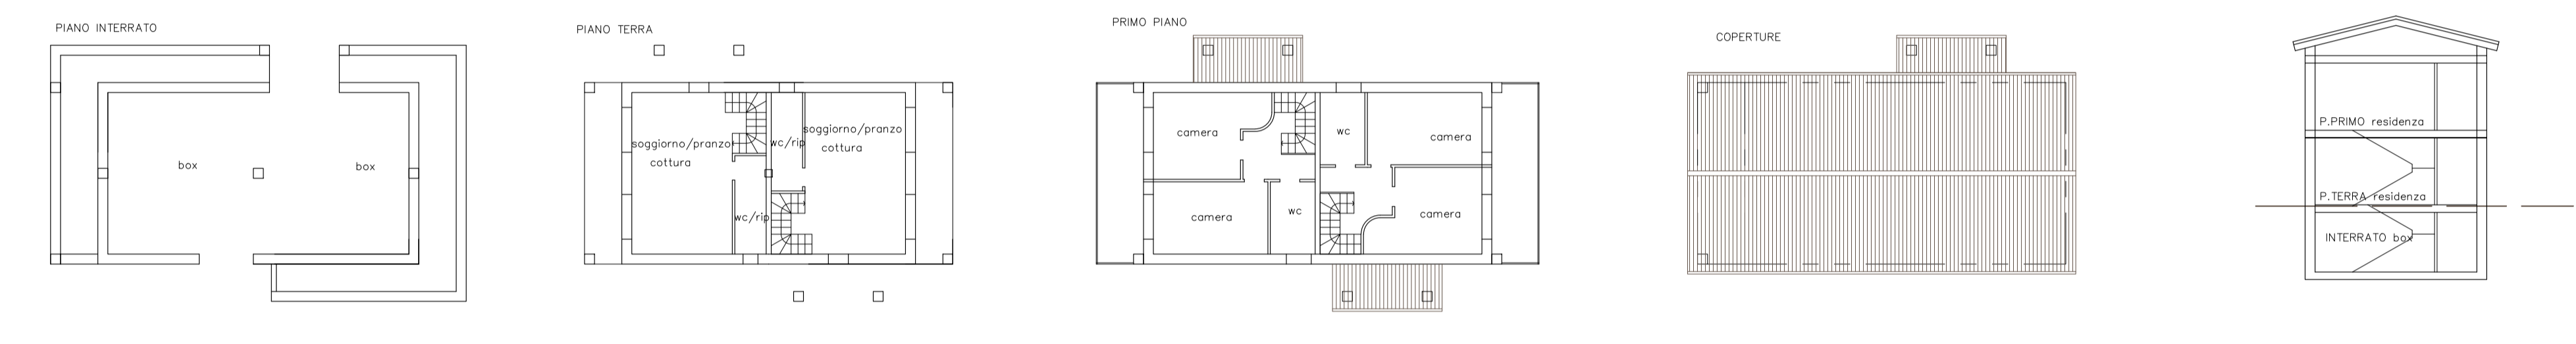 PIANO INTERRATO
box
box
PIANO TERRA
soggiorno/pranzo
cottura
wc/rip
soggiorno/pranzo
cottura
wc/rip
PRIMO PIANO
camera
wc
camera
camera
wc
camera
COPERTURE
P.PRIMO residenza
P.TERRA residenza
INTERRATO box